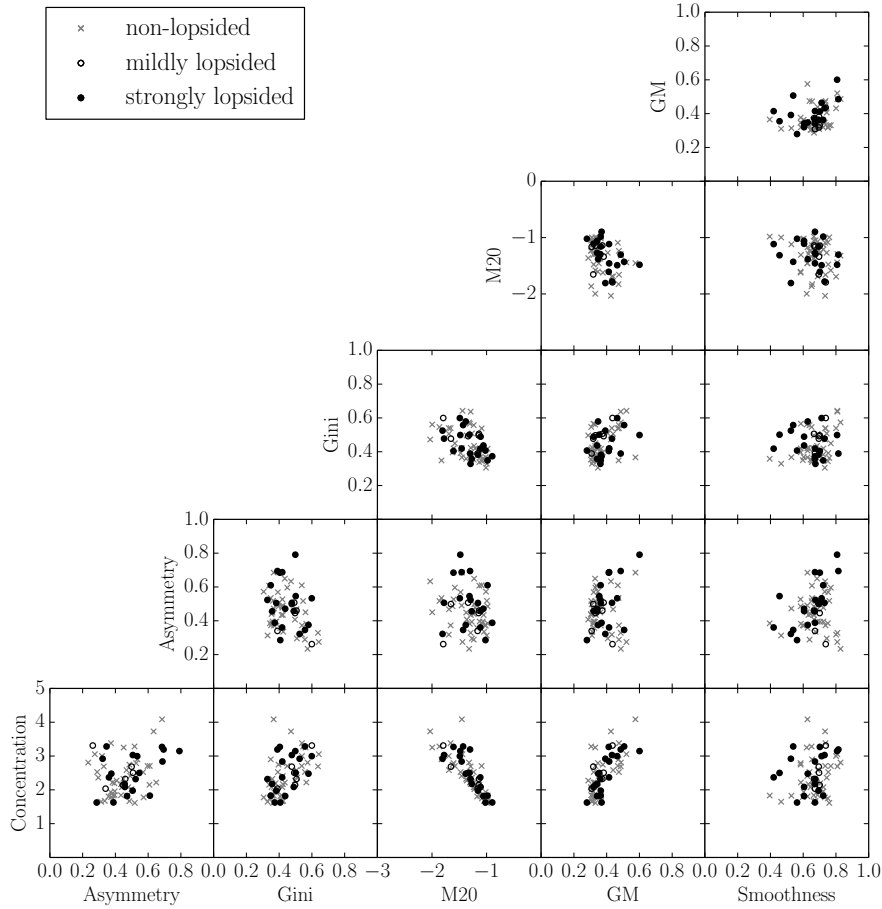 non-lopsided
mildly lopsided
strongly lopsided
1.0
0.8
0.6
0.4
0.2
GM
0
−1
−2
M20
1.0
0.8
0.6
0.4
0.2
Gini
1.0
0.8
0.6
0.4
0.2
Asymmetry
5
4
3
2
1
Concentration
0.0 0.2 0.4 0.6 0.8 0.0 0.2 0.4 0.6 0.8 −3 −2 −1 0.0 0.2 0.4 0.6 0.8 0.0 0.2 0.4 0.6 0.8 1.0
Asymmetry Gini M20 GM Smoothness